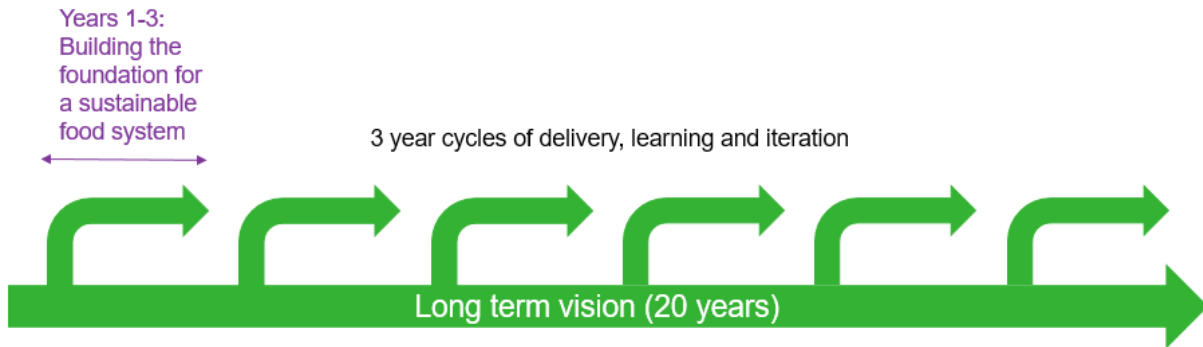 Years 1-3:
Building the
foundation for
a sustainable
food system
3 year cycles of delivery, learning and iteration
Long term vision (20 years)